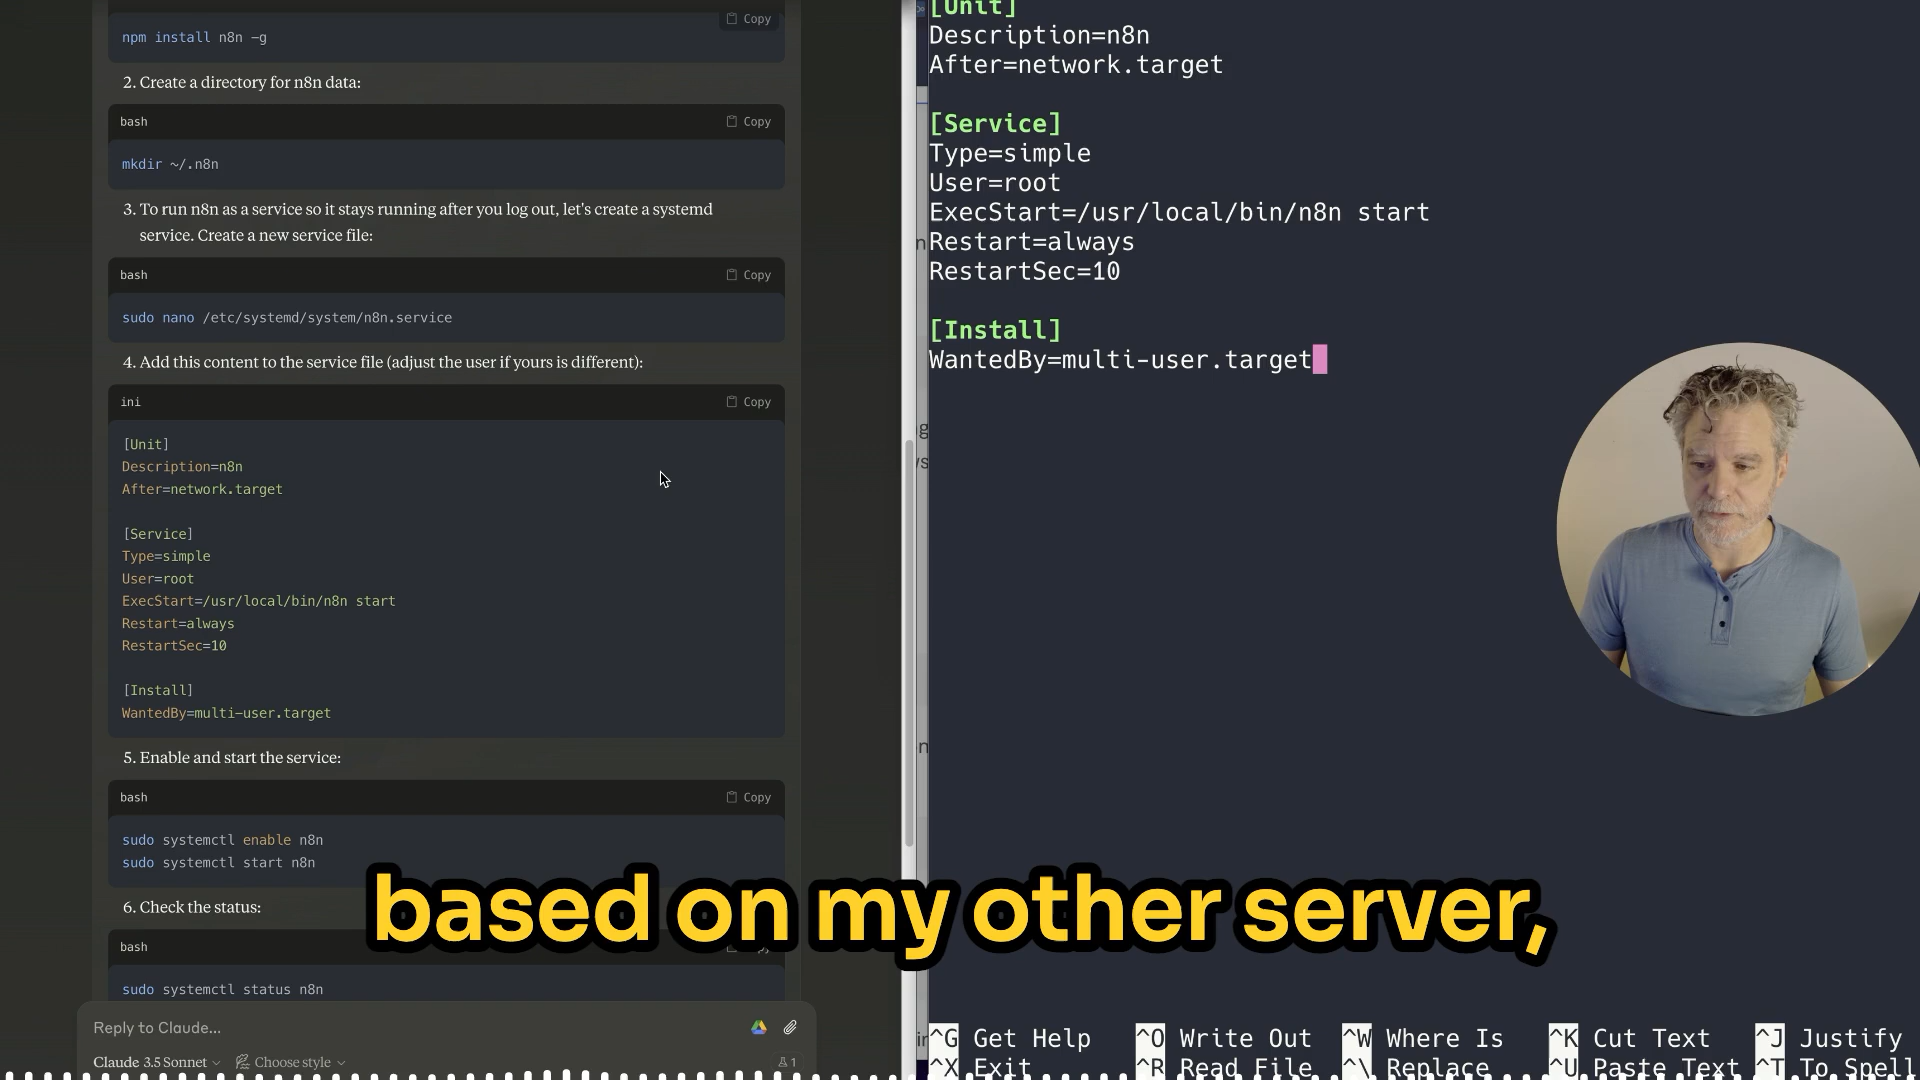 Copy
npm install n8n -g
2. Create a directory for n8n data:
bash
Copy
mkdir ~/.n8n
3. To run n8n as a service so it stays running after you log out, let's create a systemd
service. Create a new service file:
bash
Copy
sudo nano /etc/systemd/system/n8n.service
4. Add this content to the service file (adjust the user if yours is different):
ini
Copy
[Unit]
Description=n8n
After=network.target
[Service]
Type=simple
User=root
ExecStart=/usr/local/bin/n8n start
Restart=always
RestartSec=10
[Install]
WantedBy=multi-user.target
5. Enable and start the service:
bash
Copy
sudo systemctl enable n8n
sudo systemctl start n8n
6. Check the status:
bash
sudo systemctl status n8n
Reply to Claude...
Claude 3.5 Sonnet
Choose style
1
[Unit]
Description=n8n
After=network.target
[Service]
Type=simple
User=root
ExecStart=/usr/local/bin/n8n start
Restart=always
RestartSec=10
[Install]
WantedBy=multi-user.target
^G Get Help ^O Write Out ^W Where Is ^K Cut Text ^J Justify
^X Exit ^R Read File ^\ Replace ^U Paste Text ^T To Spell
based on my other server,